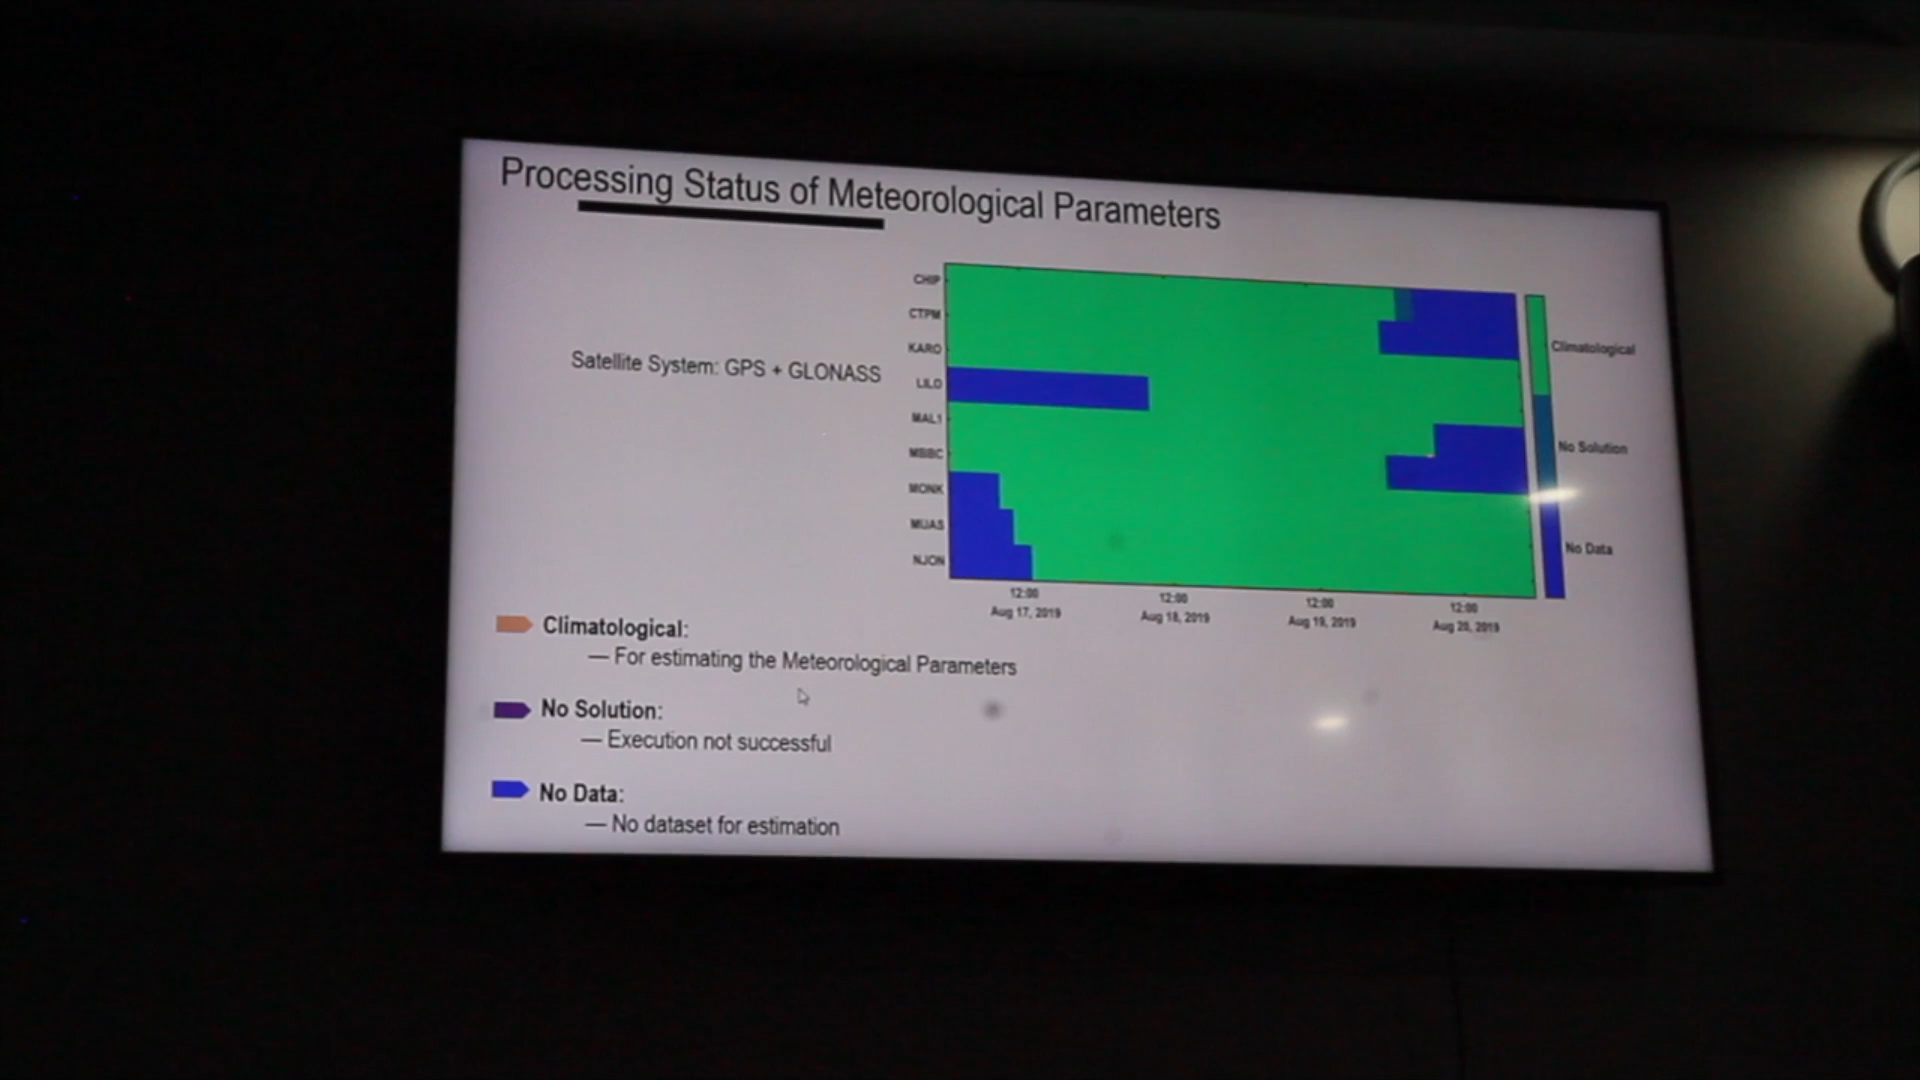 Processing Status of Meteorological Parameters
Satellite System: GPS + GLONASS
CHIP
CTPM
KARO
LILO
MAL1
MBBC
MONK
MUAS
NJON
12:00
Aug 17, 2019
12:00
Aug 18, 2019
12:00
Aug 19, 2019
12:00
Aug 20, 2019
Climatological
No Solution
No Data
Climatological:
— For estimating the Meteorological Parameters
No Solution:
— Execution not successful
No Data:
— No dataset for estimation